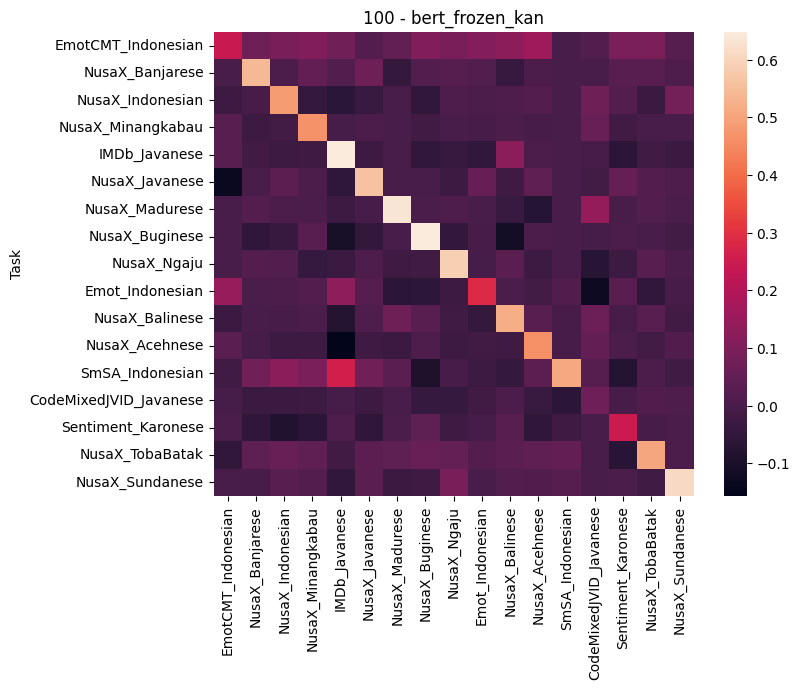 100 - bert_frozen_kan
Task
EmotCMT_Indonesian
NusaX_Banjarese
NusaX_Indonesian
NusaX_Minangkabau
IMDb_Javanese
NusaX_Javanese
NusaX_Madurese
NusaX_Buginese
NusaX_Ngaju
Emot_Indonesian
NusaX_Balinese
NusaX_Acehnese
SmSA_Indonesian
CodeMixedJVID_Javanese
Sentiment_Karonese
NusaX_TobaBatak
NusaX_Sundanese
EmotCMT_Indonesian
NusaX_Banjarese
NusaX_Indonesian
NusaX_Minangkabau
IMDb_Javanese
NusaX_Javanese
NusaX_Madurese
NusaX_Buginese
NusaX_Ngaju
Emot_Indonesian
NusaX_Balinese
NusaX_Acehnese
SmSA_Indonesian
CodeMixedJVID_Javanese
Sentiment_Karonese
NusaX_TobaBatak
NusaX_Sundanese
0.6
0.5
0.4
0.3
0.2
0.1
0.0
−0.1